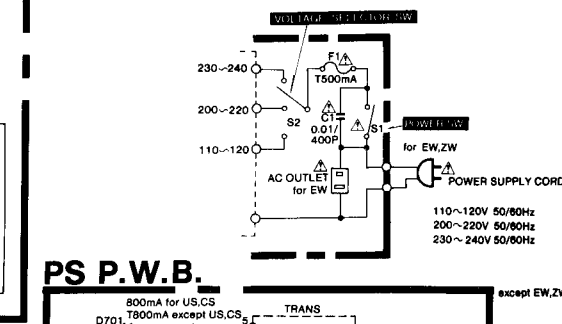 VOLTAGE SELECTOR SW
F1
230~240
T500mA
200~220
S2
C1
0.01/
400P
S1
POWER SW
110~120
for EW,ZW
AC OUTLET
for EW
POWER SUPPLY CORD
110~120V 50/60Hz
200~220V 50/60Hz
230~240V 50/60Hz
PS P.W.B.
except EW,ZW
800mA for US,CS
T800mA except US,CS
D701
5
TRANS